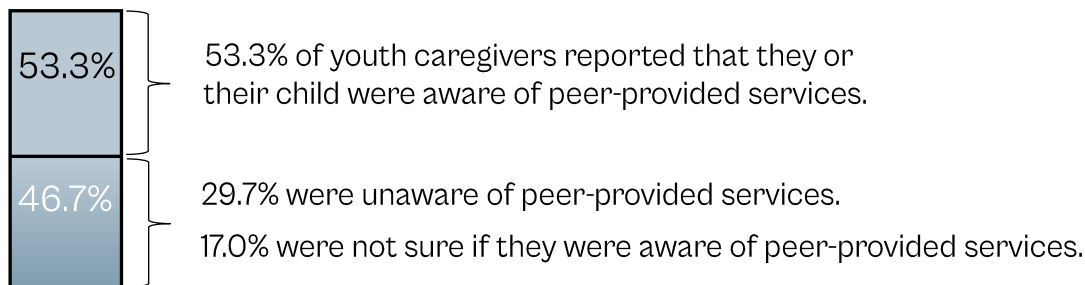 53.3%
53.3% of youth caregivers reported that they or
their child were aware of peer-provided services.
46.7%
29.7% were unaware of peer-provided services.
17.0% were not sure if they were aware of peer-provided services.